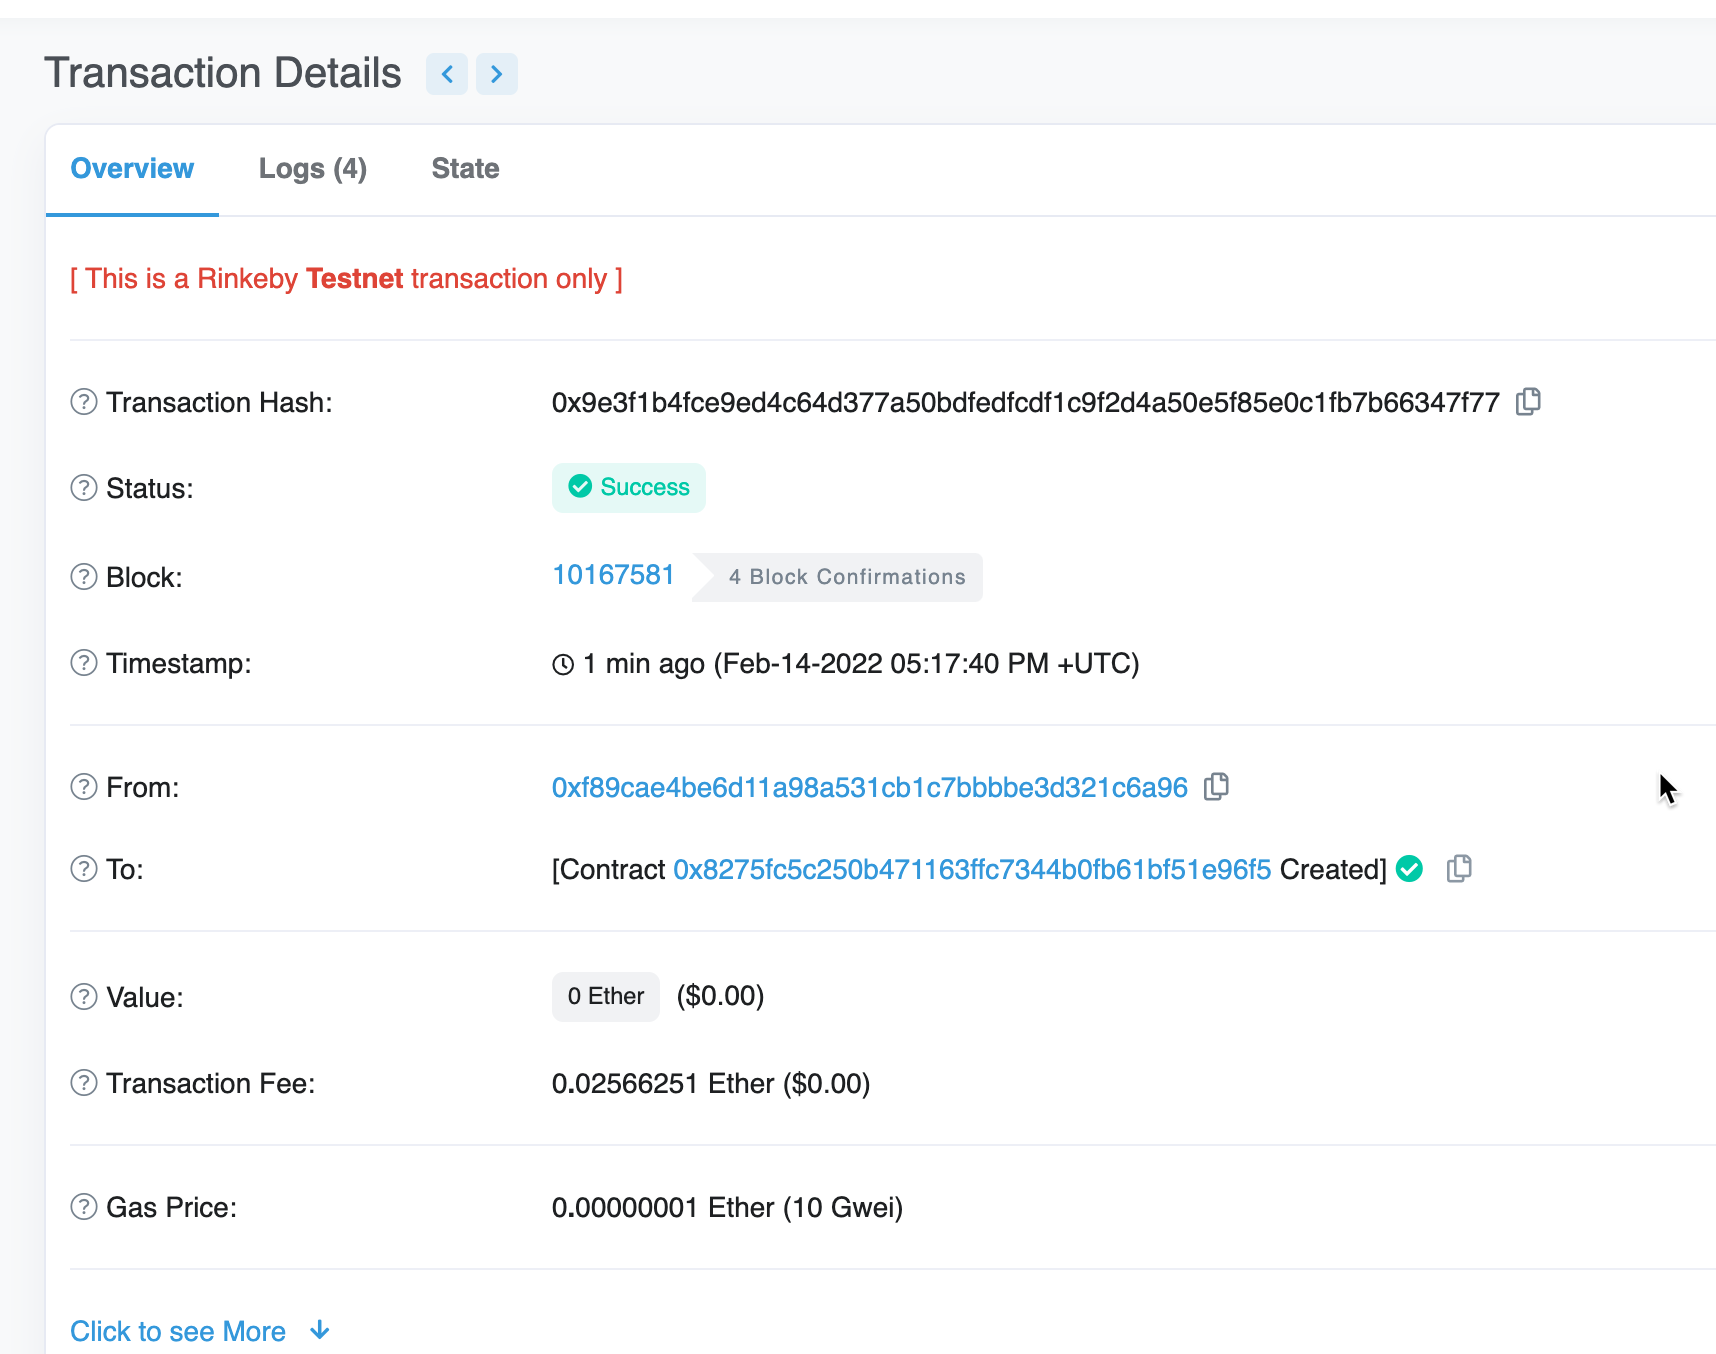 Transaction Details
Overview Logs (4) State
[ This is a Rinkeby Testnet transaction only ]
Transaction Hash: 0x9e3f1b4fce9ed4c64d377a50bdfedfcdf1c9f2d4a50e5f85e0c1fb7b66347f77
Status: Success
Block: 10167581 4 Block Confirmations
Timestamp: 1 min ago (Feb-14-2022 05:17:40 PM +UTC)
From: 0xf89cae4be6d11a98a531cb1c7bbbbe3d321c6a96
To: [Contract 0x8275fc5c250b471163ffc7344b0fb61bf51e96f5 Created]
Value: 0 Ether ($0.00)
Transaction Fee: 0.02566251 Ether ($0.00)
Gas Price: 0.00000001 Ether (10 Gwei)
Click to see More